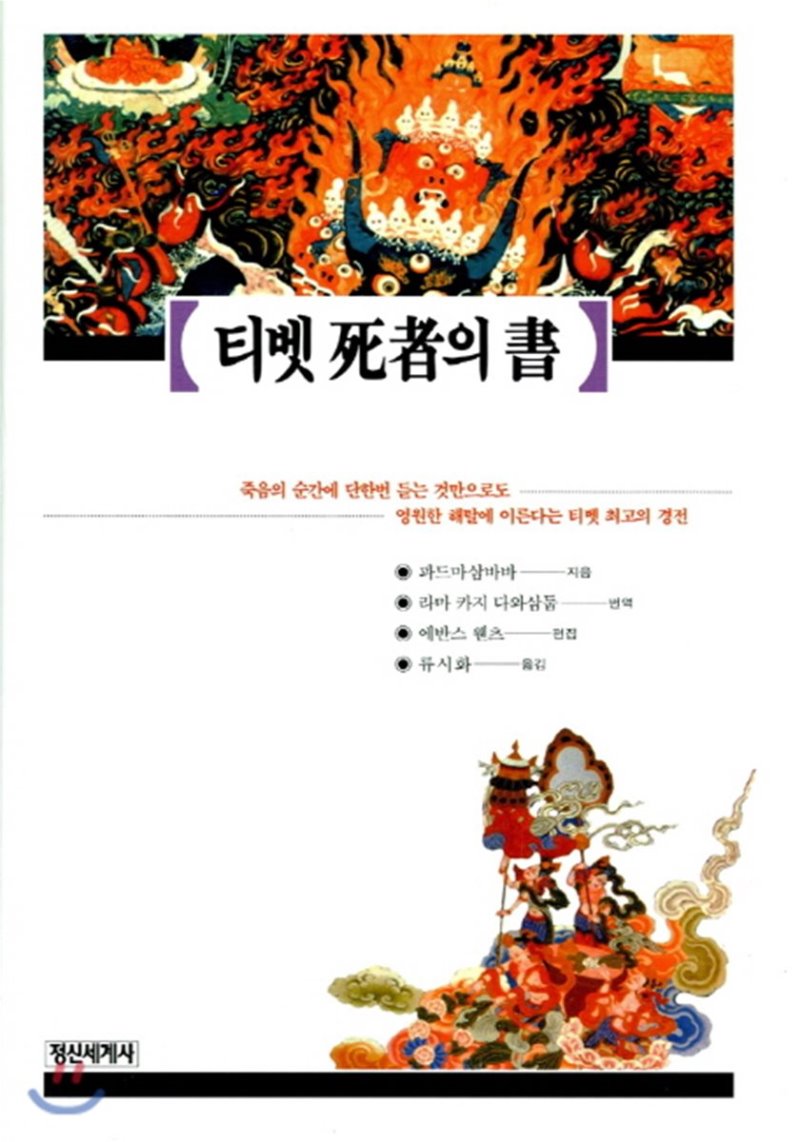 티벳 死者의 書
죽음의 순간에 단한번 듣는 것만으로도
영원한 해탈에 이른다는 티벳 최고의 경전
파드마삼바바 지음
라마 카지 다와삼둡 번역
에반스 웬츠 편집
류시화 옮김
정신세계사